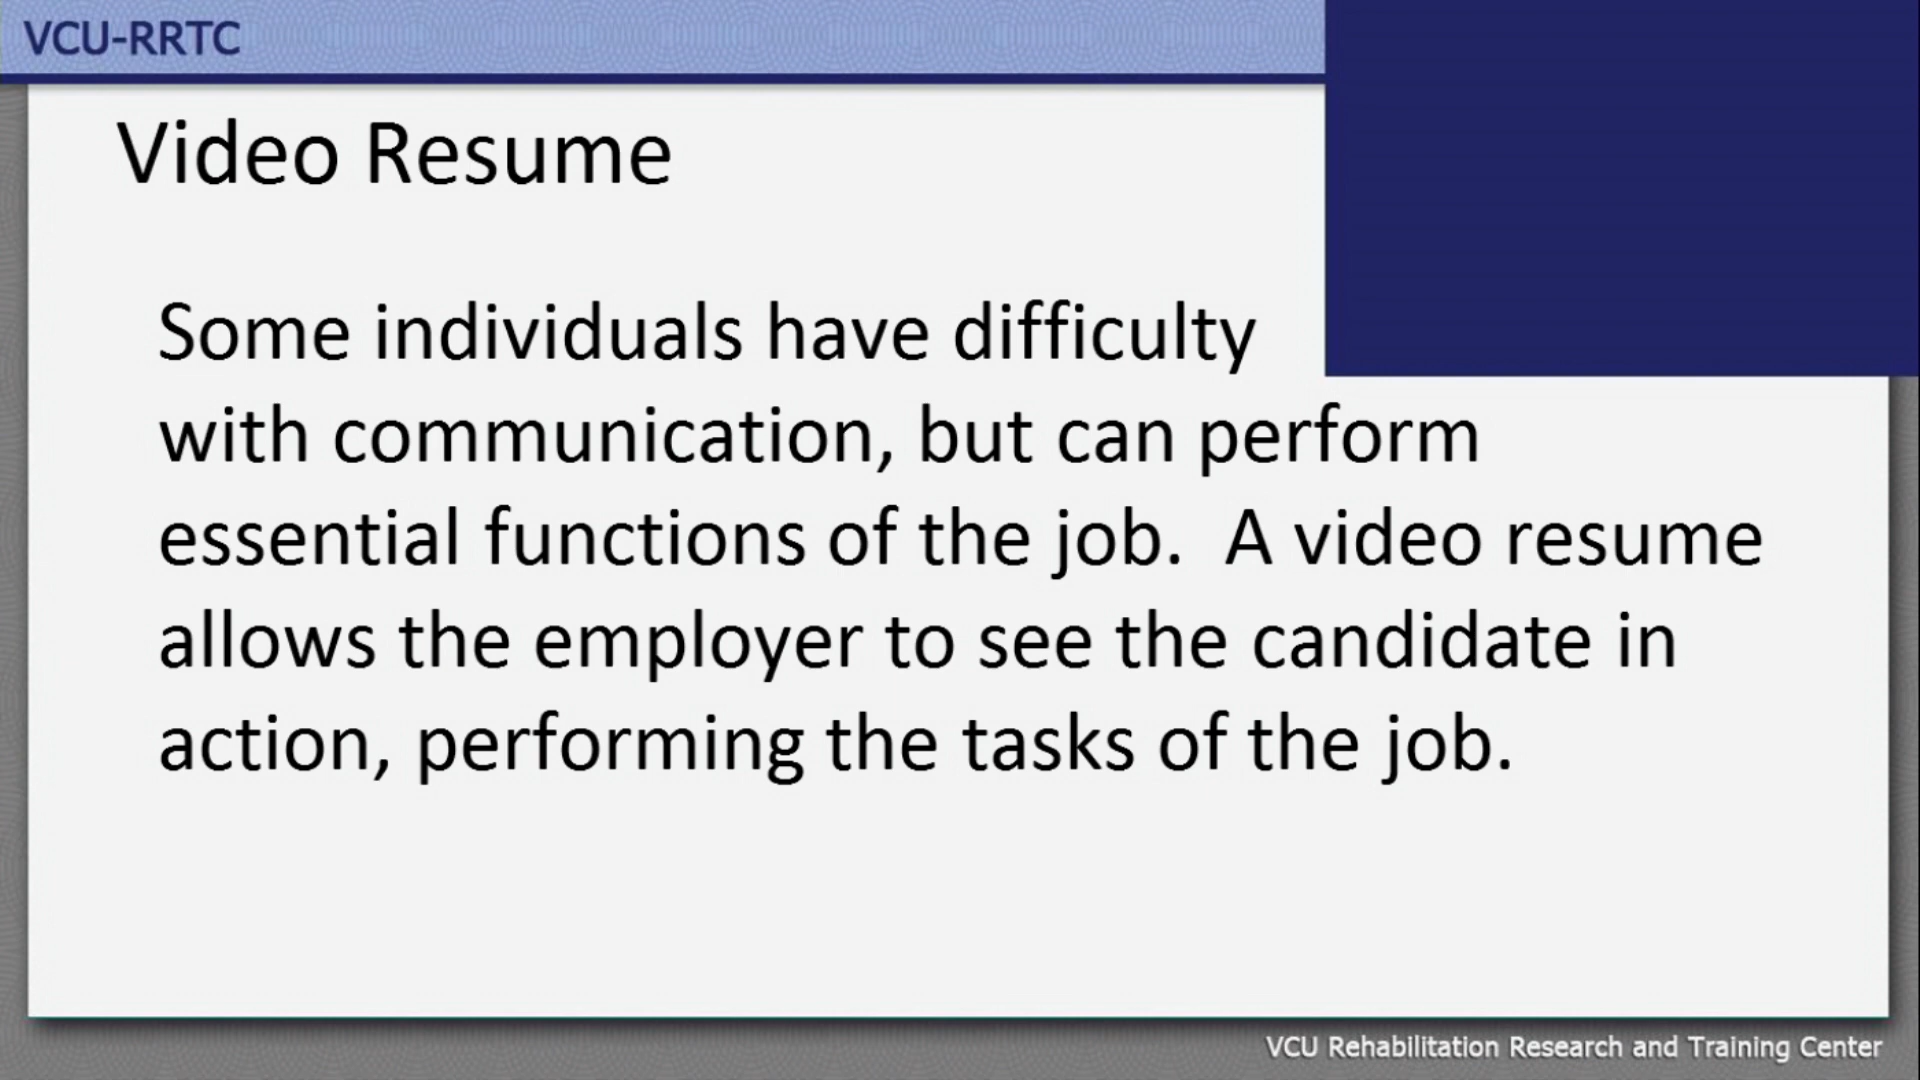 VCU-RRTC
Video Resume
Some individuals have difficulty
with communication, but can perform
essential functions of the job.  A video resume
allows the employer to see the candidate in
action, performing the tasks of the job.
VCU Rehabilitation Research and Training Center